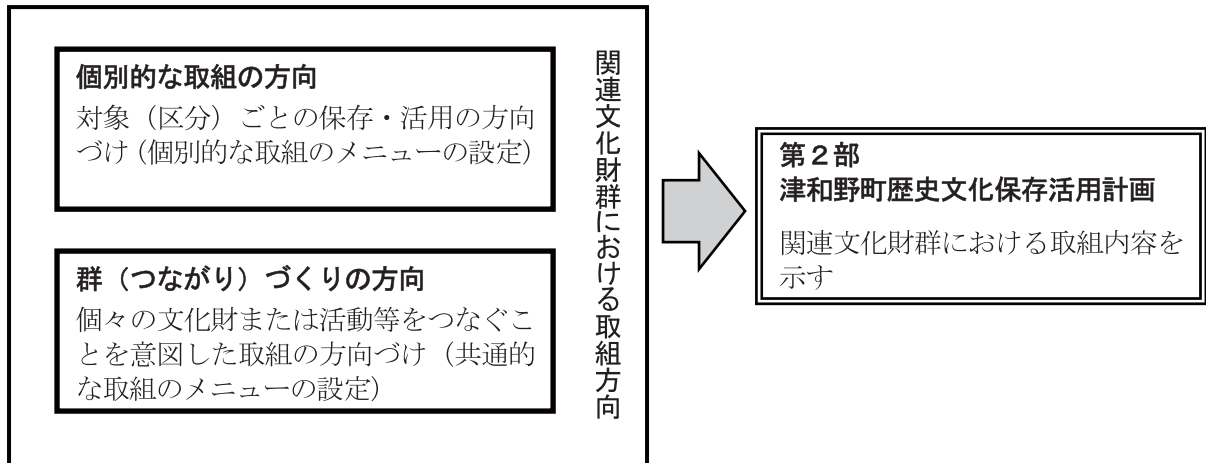 個別的な取組の方向
対象（区分）ごとの保存・活用の方向
づけ（個別的な取組のメニューの設定）
群（つながり）づくりの方向
個々の文化財または活動等をつなぐこ
とを意図した取組の方向づけ（共通的
な取組のメニューの設定）
関連文化財群における取組方向
第２部
津和野町歴史文化保存活用計画
関連文化財群における取組内容を
示す